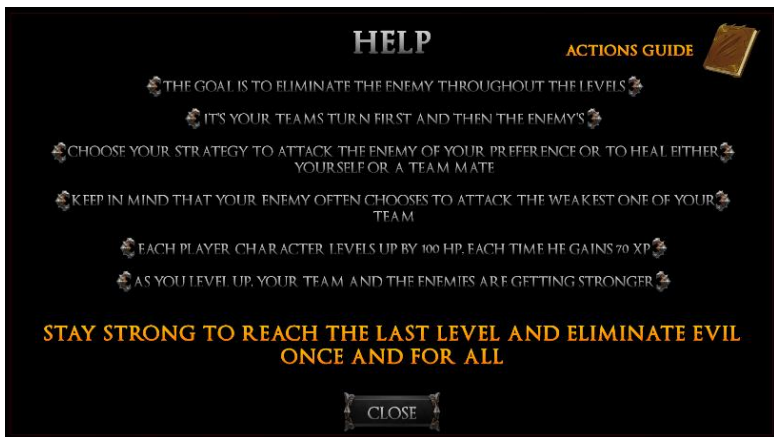 HELP
ACTIONS GUIDE
THE GOAL IS TO ELIMINATE THE ENEMY THROUGHOUT THE LEVELS
IT'S YOUR TEAMS TURN FIRST AND THEN THE ENEMY'S
CHOOSE YOUR STRATEGY TO ATTACK THE ENEMY OF YOUR PREFERENCE OR TO HEAL EITHER
YOURSELF OR A TEAM MATE
KEEP IN MIND THAT YOUR ENEMY OFTEN CHOOSES TO ATTACK THE WEAKEST ONE OF YOUR
TEAM
EACH PLAYER CHARACTER LEVELS UP BY 100 HP. EACH TIME HE GAINS 70 XP
AS YOU LEVEL UP, YOUR TEAM AND THE ENEMIES ARE GETTING STRONGER
STAY STRONG TO REACH THE LAST LEVEL AND ELIMINATE EVIL
ONCE AND FOR ALL
CLOSE